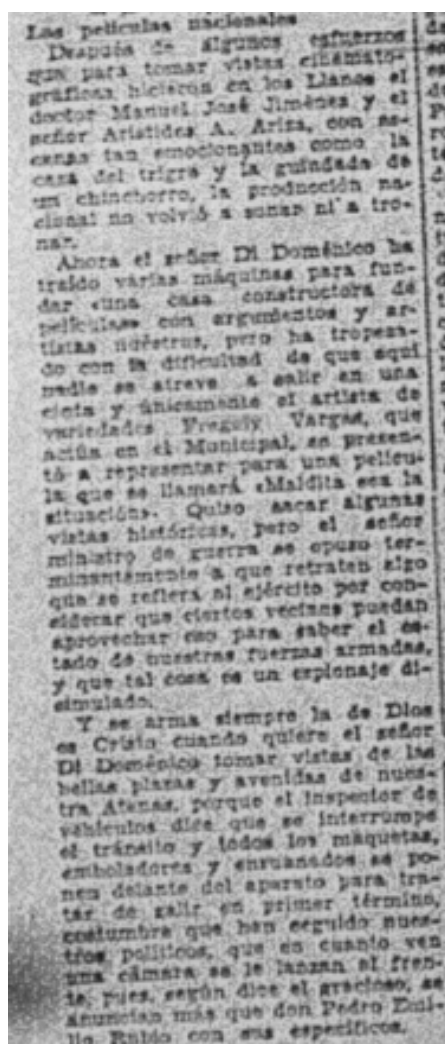 Las películas nacionales
Después de algunos esfuerzos
que para tomar vistas cinemato-
gráficas hicieron en los Llanos el
doctor Manuel José Jiménez y el
señor Arístides A. Ariza, con es-
cenas tan emocionantes como la
caza del trigre y la guindada de
un chinchorro, la producción na-
cional no volvió a sonar ni a tro-
nar.
Ahora el señor Di Doménico ha
traído varias máquinas para fun-
dar «una casa constructora de
películas» con argumentos y ar-
tistas nuéstros, pero ha tropeza-
do con la dificultad de que aquí
nadie se atreve a salir en una
cinta y únicamente el artista de
variedades Vargas, que
actúa en el Municipal, se presen-
tó a representar para una pelícu-
la que se llamará «Maldita sea la
situación». Quiso sacar algunas
vistas históricas, pero el señor
ministro de guerra se opuso ter-
minantemente a que retraten algo
que se refiera al ejército por con-
siderar que ciertos vecinos puedan
aprovechar eso para saber el es-
tado de nuestras fuerzas armadas,
y que tal cosa es un espionaje di-
simulado.
Y se arma siempre la de Dios
es Cristo cuando quiere el señor
Di Doménico tomar vistas de las
bellas plazas y avenidas de nues-
tra Atenas, porque el inspector de
vehículos dice que se interrumpe
el tránsito y todos los maquetas,
emboladores y enruanados se po-
nen delante del aparato para tra-
tar de salir en primer término,
costumbre que han seguido nues-
tros políticos, que en cuanto ven
una cámara se le lanzan al fren-
te, pues, según dice el gracioso, se
anuncian más que don Pedro Emi-
lio Rubio con sus específicos.